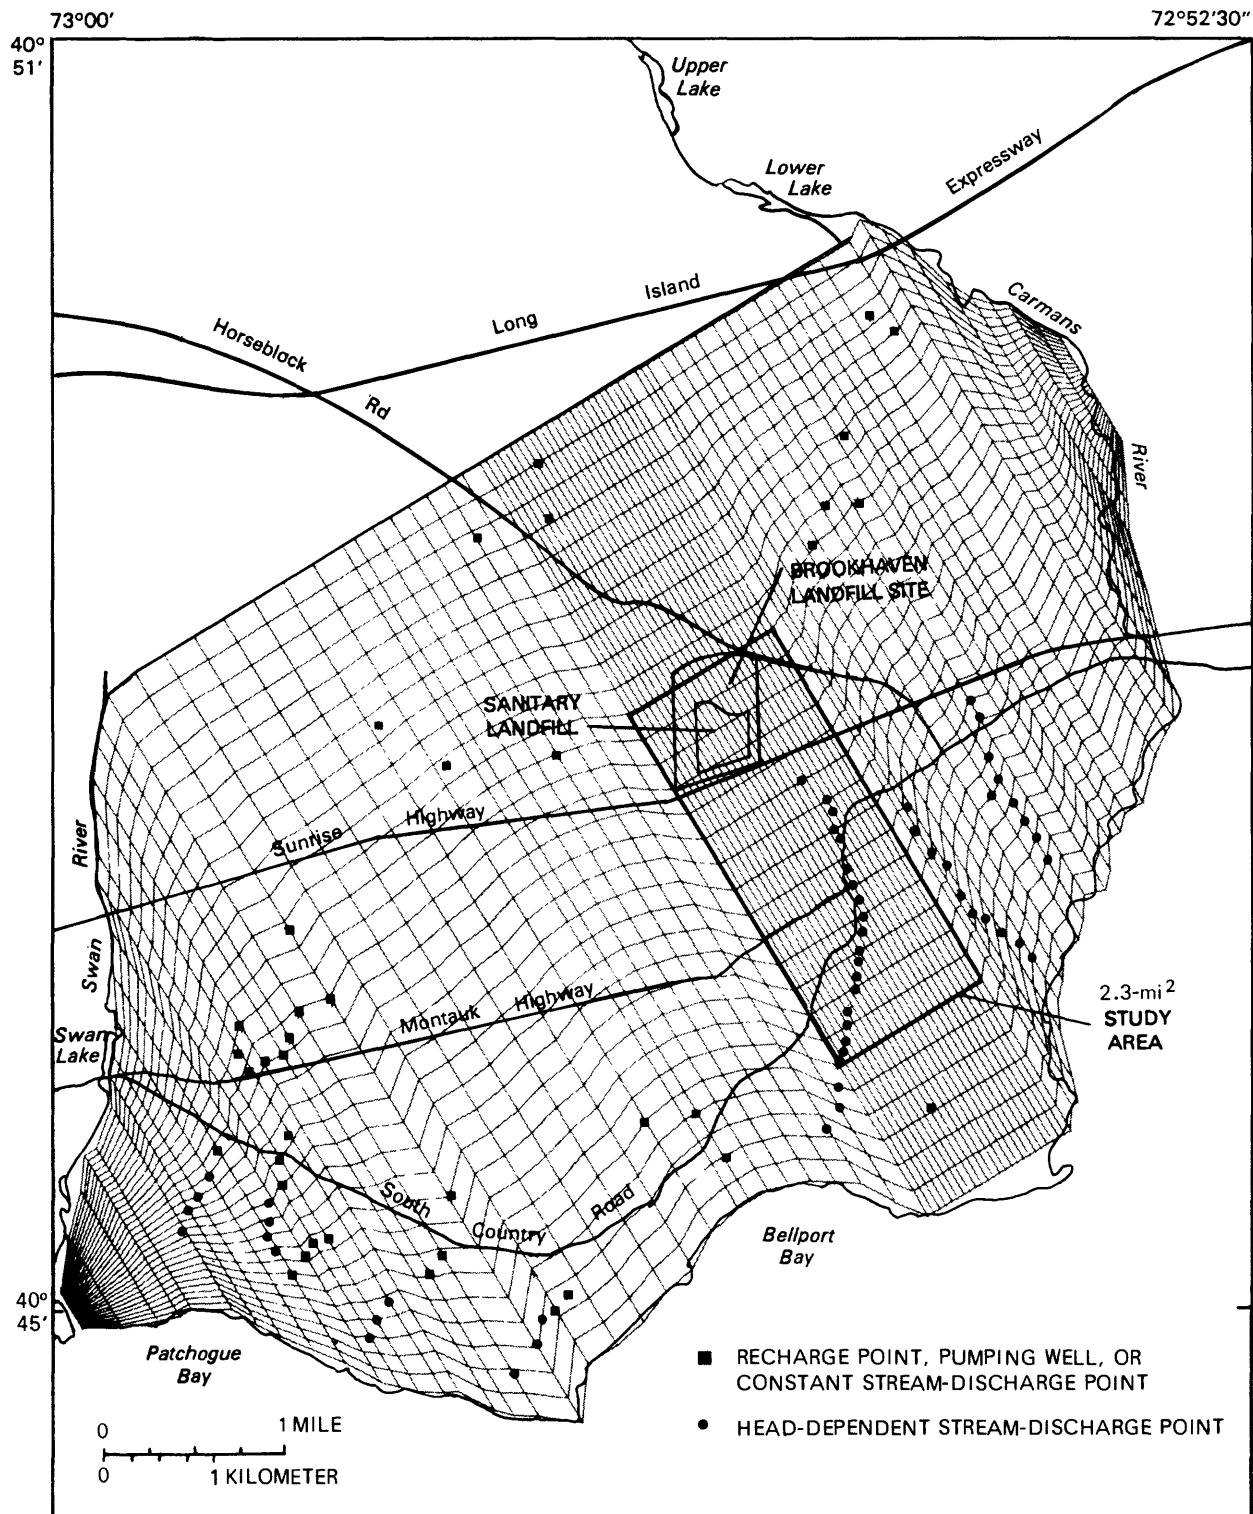 73°00'
72°52'30"
40°
51'
Upper
Lake
Lower
Lake
Expressway
Carmans
Island
Long
Horseblock
Rd
River
BROOKHAVEN
LANDFILL SITE
SANITARY
LANDFILL
Highway
Sunrise
River
Swan
2.3-mi²
STUDY
AREA
Highway
Montauk
Swan
Lake
South
Country
Road
Bellport
Bay
40°
45'
Patchogue
Bay
RECHARGE POINT, PUMPING WELL, OR
CONSTANT STREAM-DISCHARGE POINT
HEAD-DEPENDENT STREAM-DISCHARGE POINT
0 1 MILE
0 1 KILOMETER